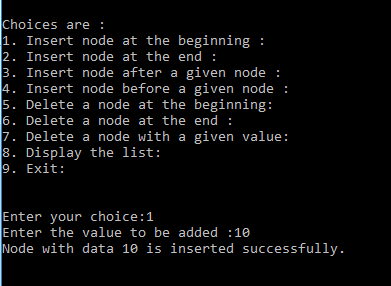 Choices are :
1. Insert node at the beginning :
2. Insert node at the end :
3. Insert node after a given node :
4. Insert node before a given node :
5. Delete a node at the beginning:
6. Delete a node at the end :
7. Delete a node with a given value:
8. Display the list:
9. Exit:
Enter your choice:1
Enter the value to be added :10
Node with data 10 is inserted successfully.